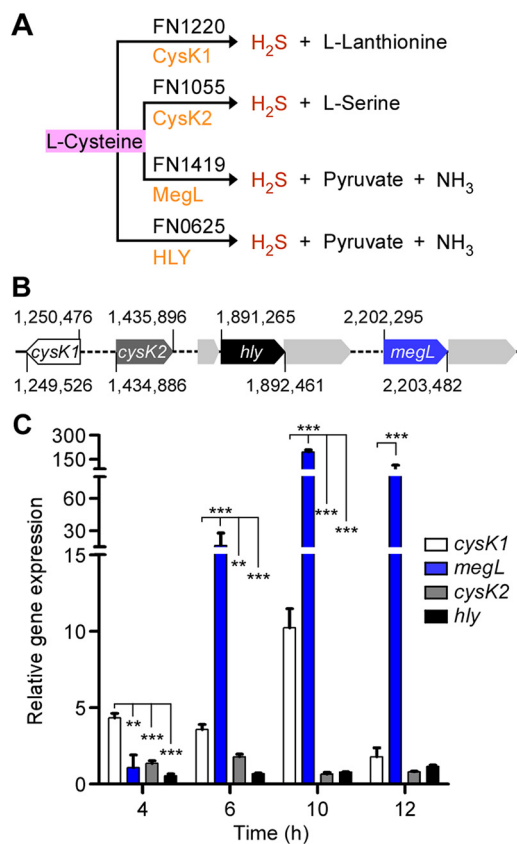 A
FN1220
CysK1
H2S + L-Lanthionine
FN1055
CysK2
H2S + L-Serine
L-Cysteine
FN1419
MegL
H2S + Pyruvate + NH3
FN0625
HLY
H2S + Pyruvate + NH3
B
1,250,476 1,435,896 1,891,265 2,202,295
cysK1 cysK2 hly megL
1,249,526 1,434,886 1,892,461 2,203,482
C
Relative gene expression
300
150
60
30
15
10
5
0
** *** ***
*** ** ***
*** *** ***
***
cysK1
megL
cysK2
hly
4 6 10 12
Time (h)